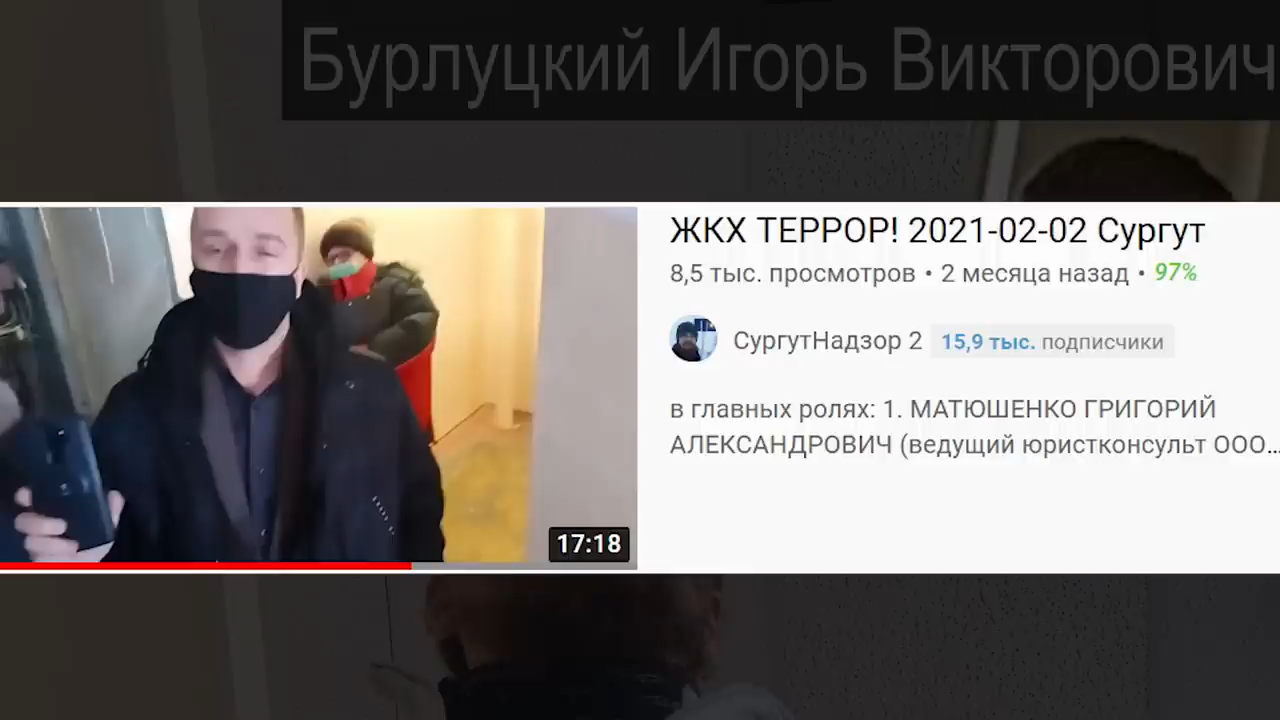 Бурлуцкий Игорь Викторович
ЖКХ ТЕРРОР! 2021-02-02 Сургут
8,5 тыс. просмотров • 2 месяца назад • 97%
СургутНадзор 2 15,9 тыс. подписчики
в главных ролях: 1. МАТЮШЕНКО ГРИГОРИЙ
АЛЕКСАНДРОВИЧ (ведущий юристконсульт ООО...
17:18